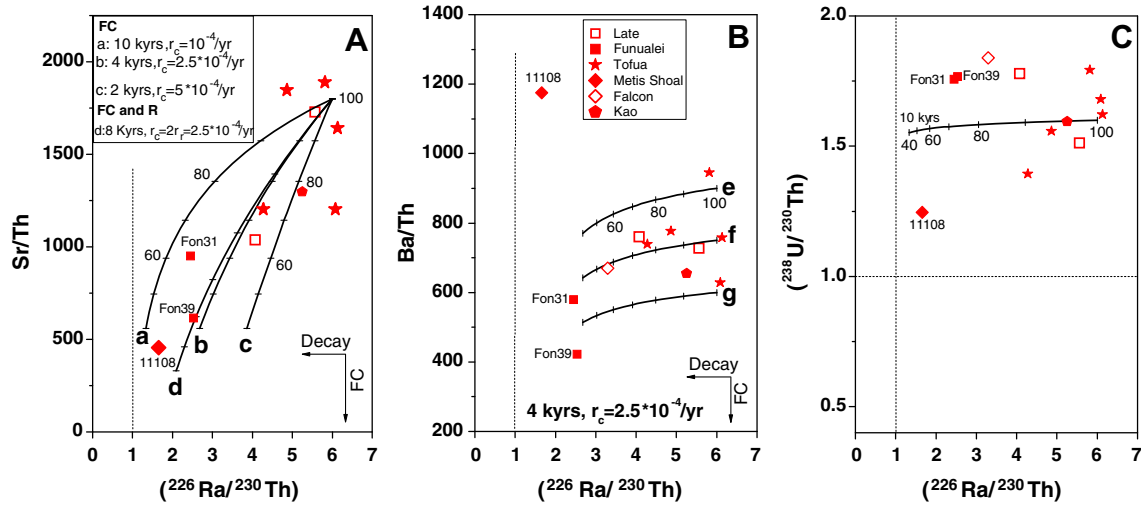 FC
a: 10 kyrs,r_c=10^-4/yr
b: 4 kyrs,r_c=2.5*10^-4/yr
c: 2 kyrs,r_c=5*10^-4/yr
FC and R
d:8 Kyrs, r_c=2r_r=2.5*10^-4/yr
A
100
80
80
60
60
Fon31
Fon39
11108
a
b
c
d
Decay
FC
2000
1500
1000
500
0
Sr/Th
0 1 2 3 4 5 6 7
(226Ra/230Th)
B
Late
Funualei
Tofua
Metis Shoal
Falcon
Kao
11108
e
60
80
100
f
g
Fon31
Fon39
Decay
FC
4 kyrs, r_c=2.5*10^-4/yr
1400
1200
1000
800
600
400
200
Ba/Th
0 1 2 3 4 5 6 7
(226Ra/230Th)
C
Fon31
Fon39
10 kyrs
40
60
80
100
11108
2.0
1.5
1.0
0.5
(238U/230Th)
0 1 2 3 4 5 6 7
(226Ra/230Th)